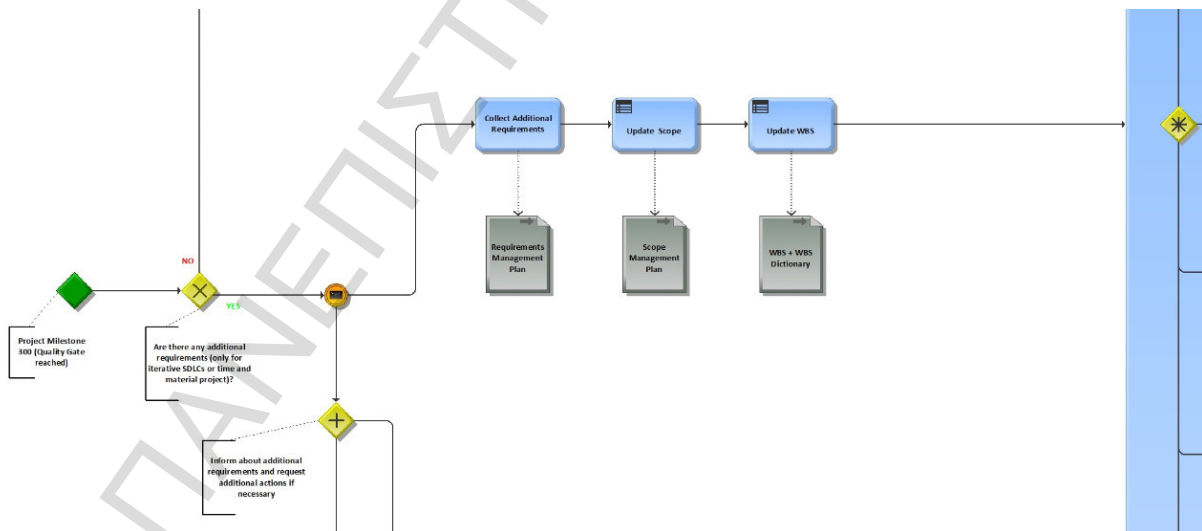 Collect Additional
Requirements
Update Scope
Update WBS
Requirements
Management
Plan
Scope
Management
Plan
WBS + WBS
Dictionary
NO
YES
Project Milestone
300 (Quality Gate
reached)
Are there any additional
requirements (only for
iterative SDLCs or time and
material project)?
Inform about additional
requirements and request
additional actions if
necessary
ΠΑΝΕΠΙΣΤ